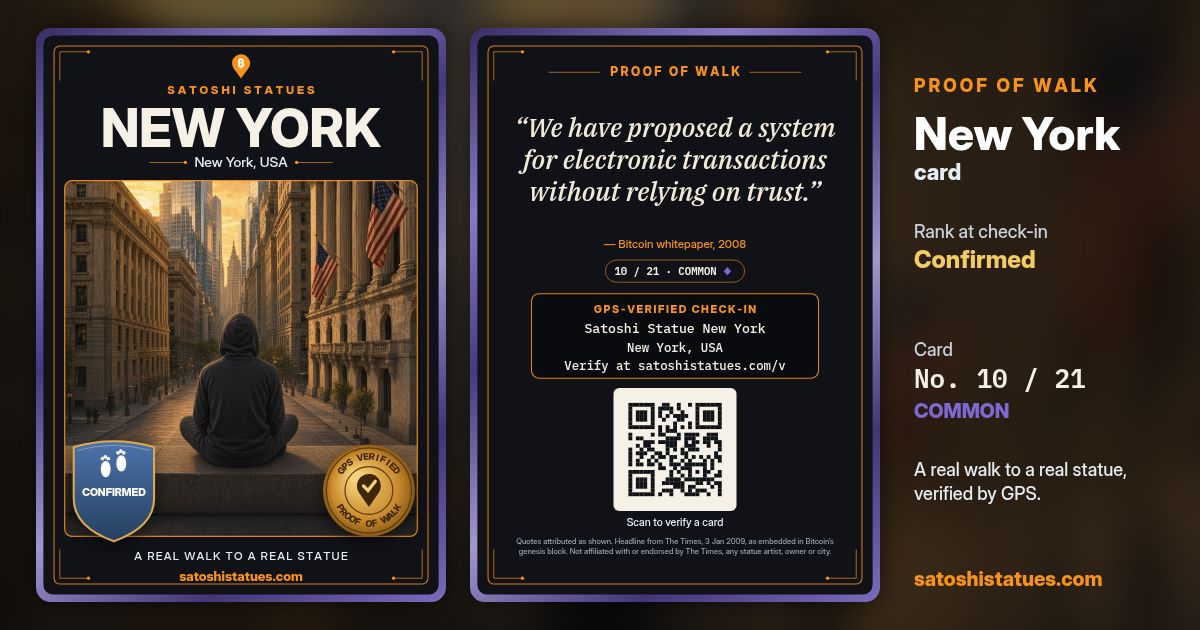 SATOSHI STATUES
NEW YORK
New York, USA
CONFIRMED
GPS VERIFIED
PROOF OF WALK
A REAL WALK TO A REAL STATUE
satoshistatues.com
PROOF OF WALK
“We have proposed a system
for electronic transactions
without relying on trust.”
— Bitcoin whitepaper, 2008
10 / 21 · COMMON
GPS-VERIFIED CHECK-IN
Satoshi Statue New York
New York, USA
Verify at satoshistatues.com/v
Scan to verify a card
Quotes attributed as shown. Headline from The Times, 3 Jan 2009, as embedded in Bitcoin's
genesis block. Not affiliated with or endorsed by The Times, any statue artist, owner or city.
PROOF OF WALK
New York
card
Rank at check-in
Confirmed
Card
No. 10 / 21
COMMON
A real walk to a real statue,
verified by GPS.
satoshistatues.com